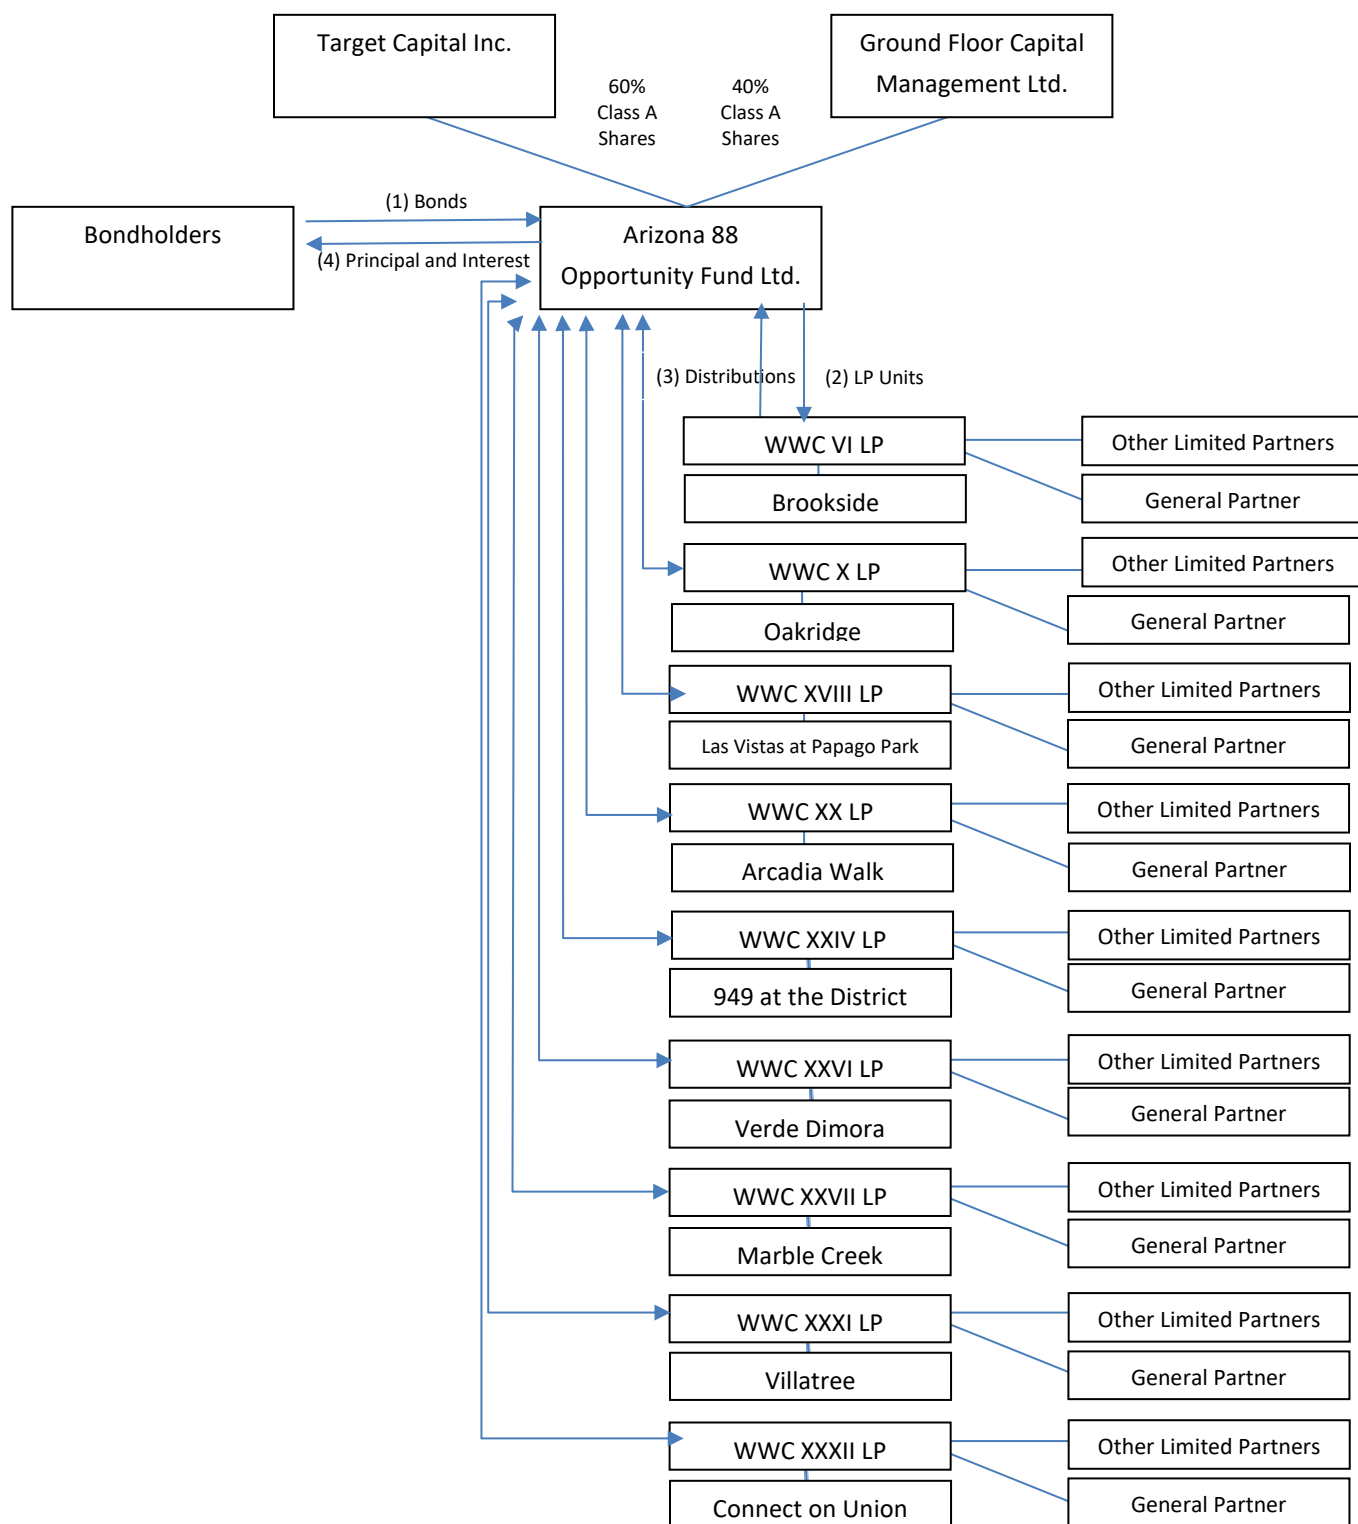 Target Capital Inc.
Ground Floor Capital
Management Ltd.
60%
Class A
Shares
40%
Class A
Shares
(1) Bonds
Bondholders
Arizona 88
Opportunity Fund Ltd.
(4) Principal and Interest
(3) Distributions
(2) LP Units
WWC VI LP
Other Limited Partners
Brookside
General Partner
WWC X LP
Other Limited Partners
Oakridge
General Partner
WWC XVIII LP
Other Limited Partners
Las Vistas at Papago Park
General Partner
WWC XX LP
Other Limited Partners
Arcadia Walk
General Partner
WWC XXIV LP
Other Limited Partners
949 at the District
General Partner
WWC XXVI LP
Other Limited Partners
Verde Dimora
General Partner
WWC XXVII LP
Other Limited Partners
Marble Creek
General Partner
WWC XXXI LP
Other Limited Partners
Villatree
General Partner
WWC XXXII LP
Other Limited Partners
Connect on Union
General Partner